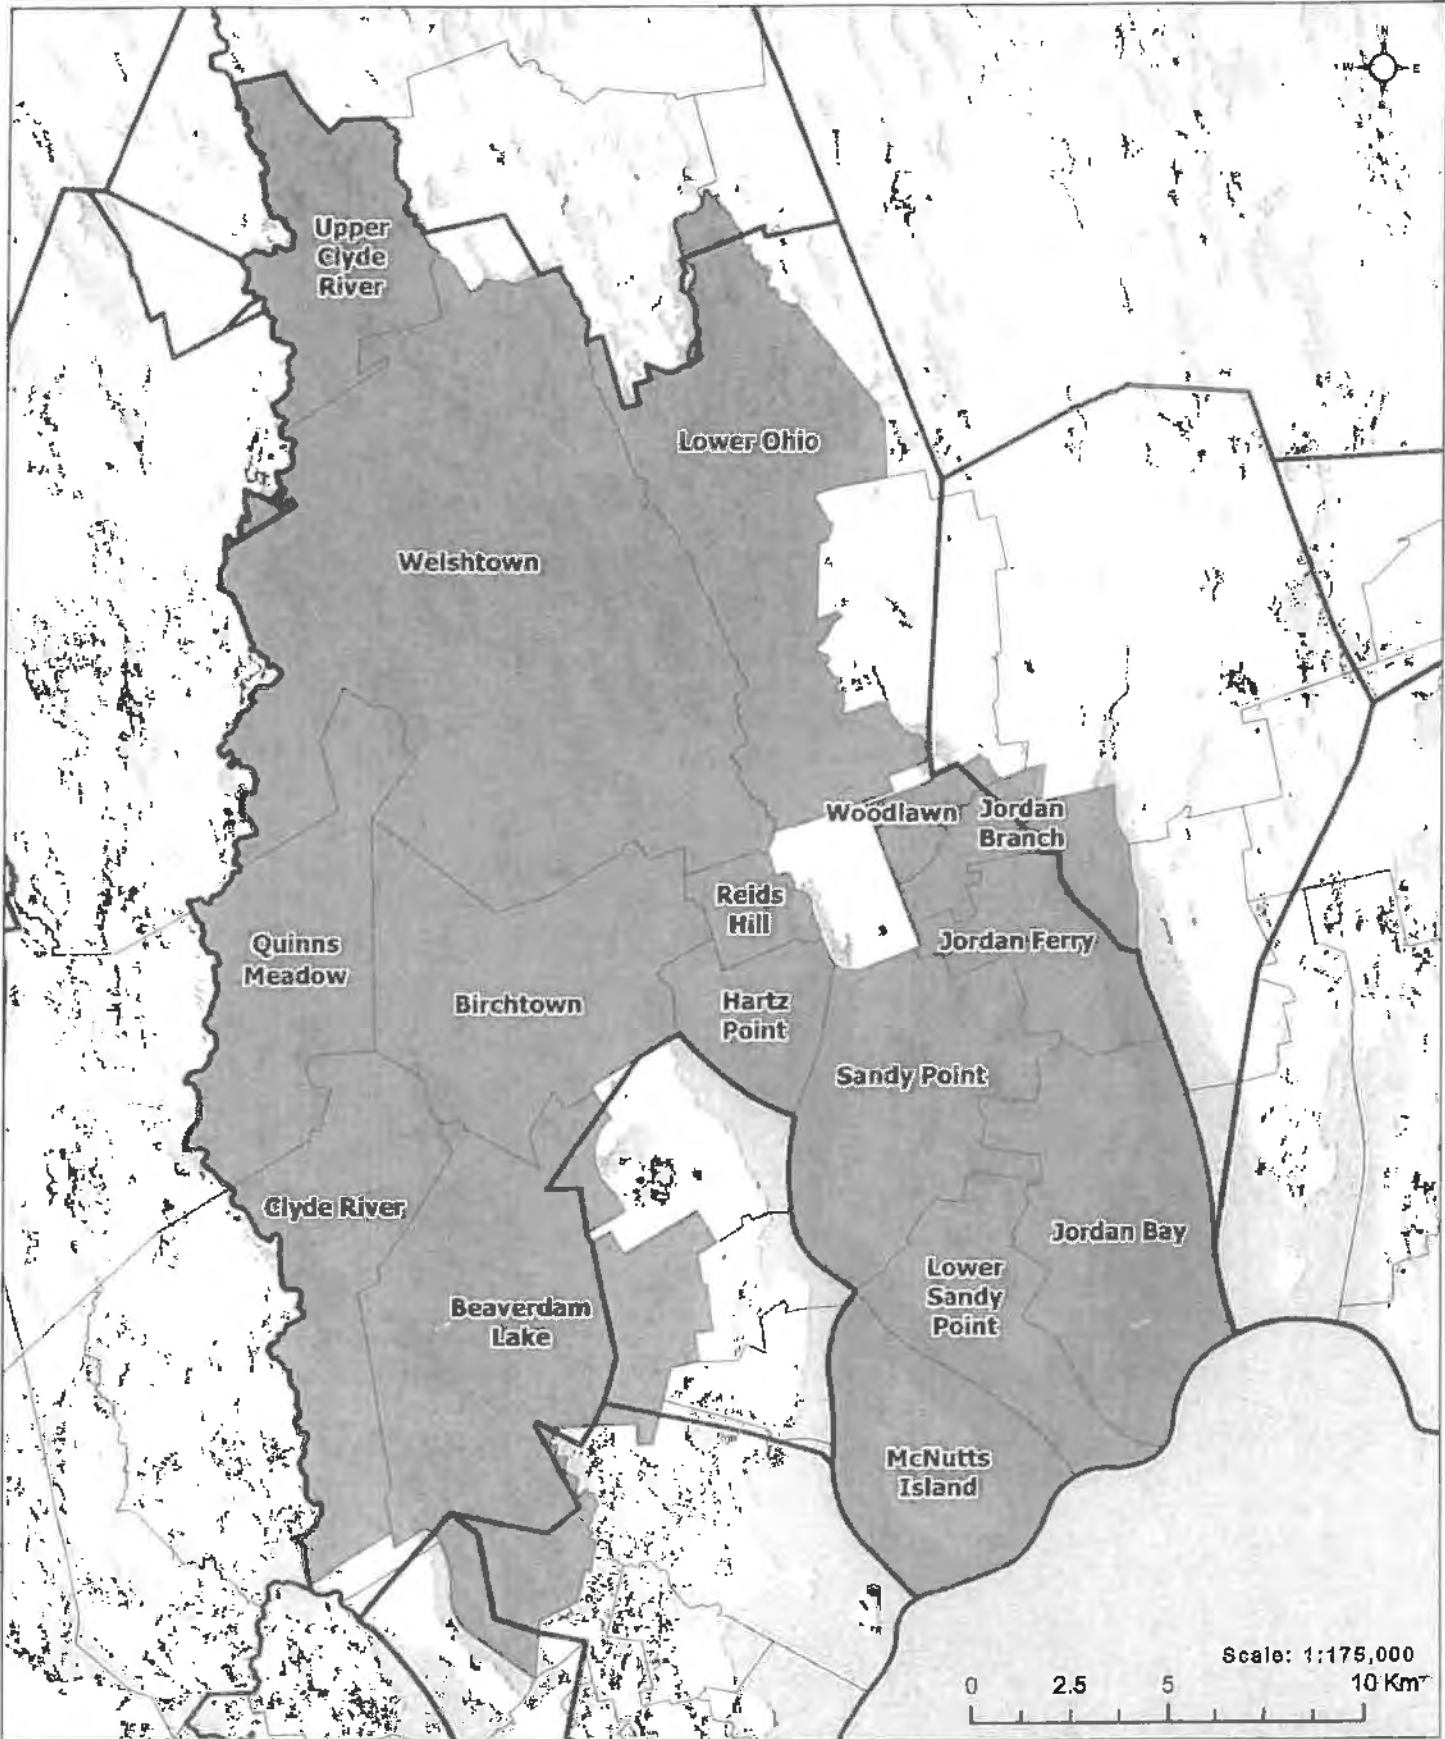 N
W E
Upper
Clyde
River
Lower Ohio
Welshtown
Woodlawn
Jordan
Branch
Reids
Hill
Quinns
Meadow
Jordan Ferry
Birchtown
Hartz
Point
Sandy Point
Clyde River
Jordan Bay
Lower
Sandy
Point
Beaverdam
Lake
McNutts
Island
Scale: 1:175,000
0 2.5 5 10 Km